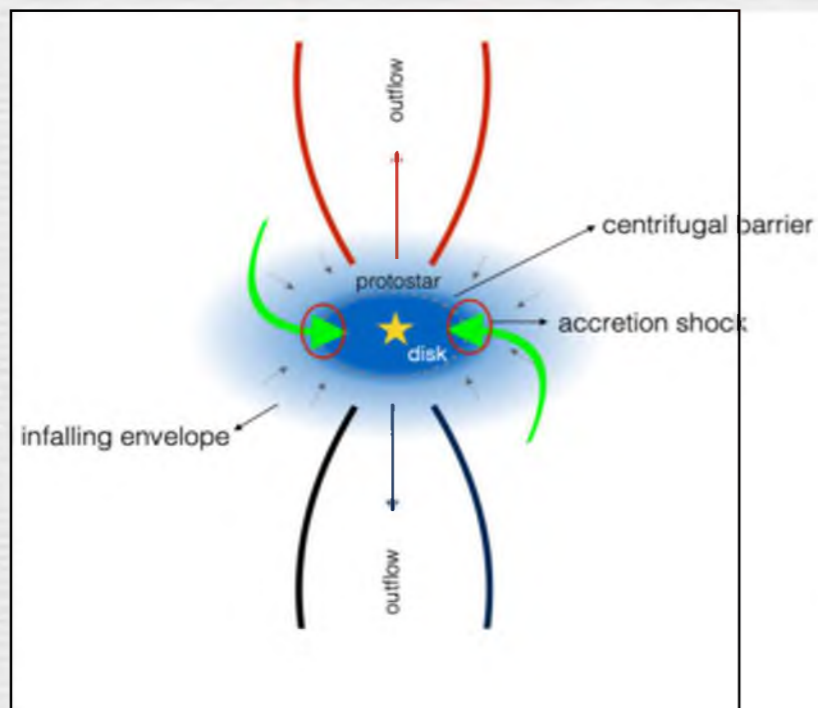 outflow
centrifugal barrier
protostar
accretion shock
disk
infalling envelope
outflow